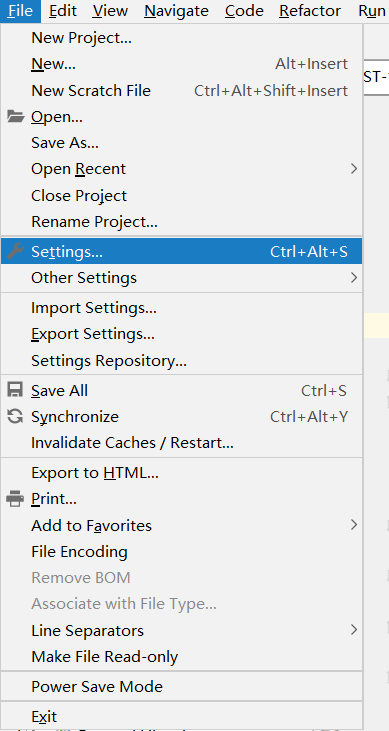 File Edit View Navigate Code Refactor Run
New Project...
New... Alt+Insert
New Scratch File Ctrl+Alt+Shift+Insert
ST-
Open...
Save As...
Open Recent
Close Project
Rename Project...
Settings... Ctrl+Alt+S
Other Settings
Import Settings...
Export Settings...
Settings Repository...
Save All Ctrl+S
Synchronize Ctrl+Alt+Y
Invalidate Caches / Restart...
Export to HTML...
Print...
Add to Favorites
File Encoding
Remove BOM
Associate with File Type...
Line Separators
Make File Read-only
Power Save Mode
Exit